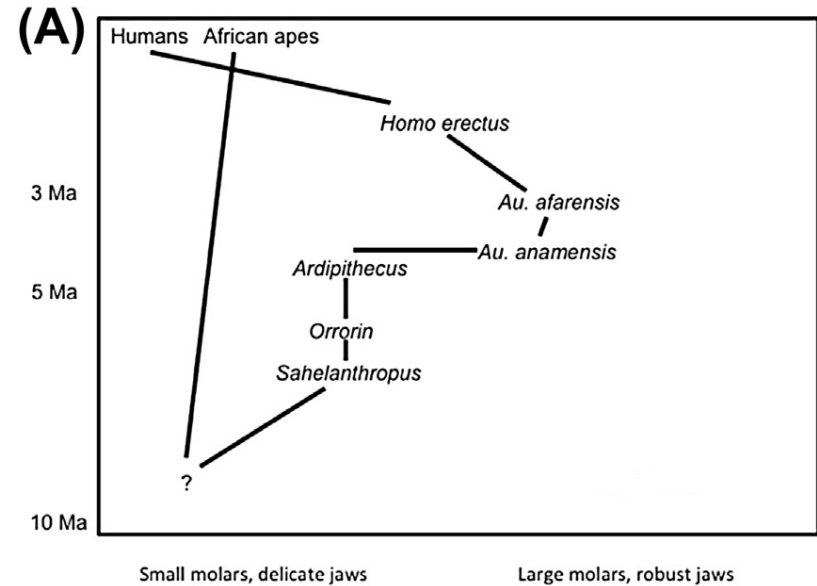 (A)
Humans African apes
Homo erectus
3 Ma
Au. afarensis
Au. anamensis
Ardipithecus
5 Ma
Orrorin
Sahelanthropus
?
10 Ma
Small molars, delicate jaws Large molars, robust jaws